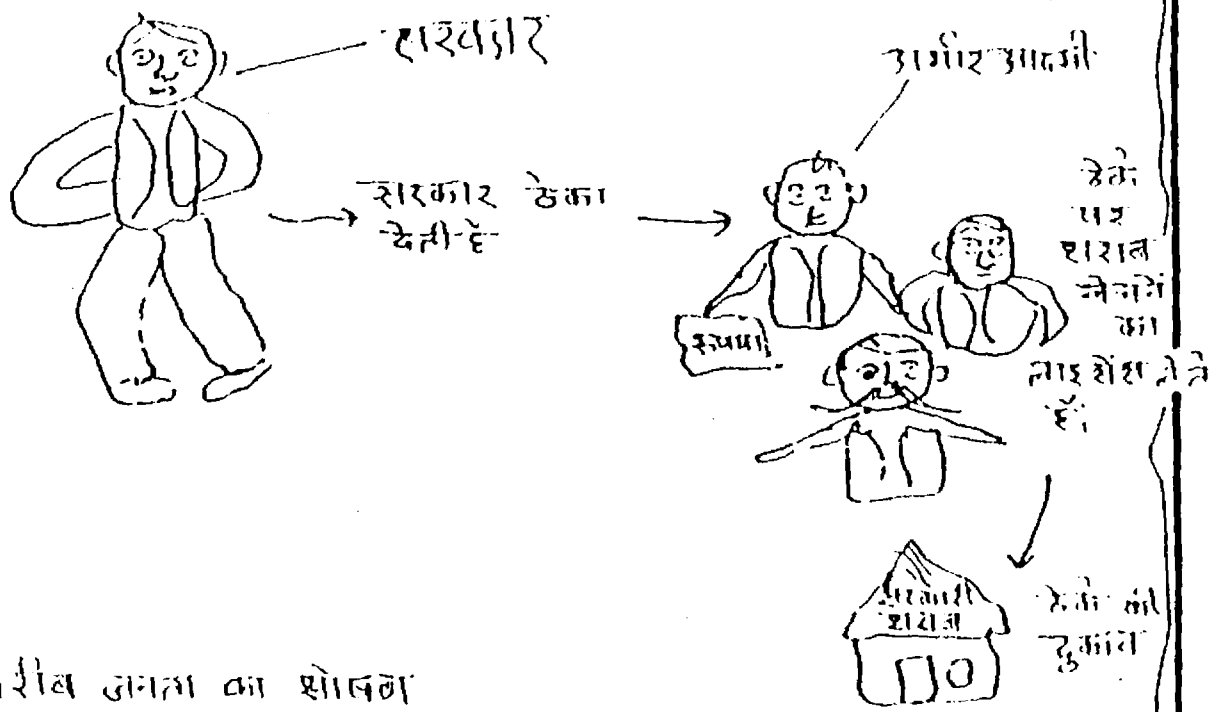 सरकार
अमीर आदमी
सरकार ठेका
देती है
रूपया
ठेके
पर
शराब
बेचने
का
लाइसेंस लेते
हैं।
सरकारी
शराब
ठेके की
दुकान
गरीब जनता का शोषण